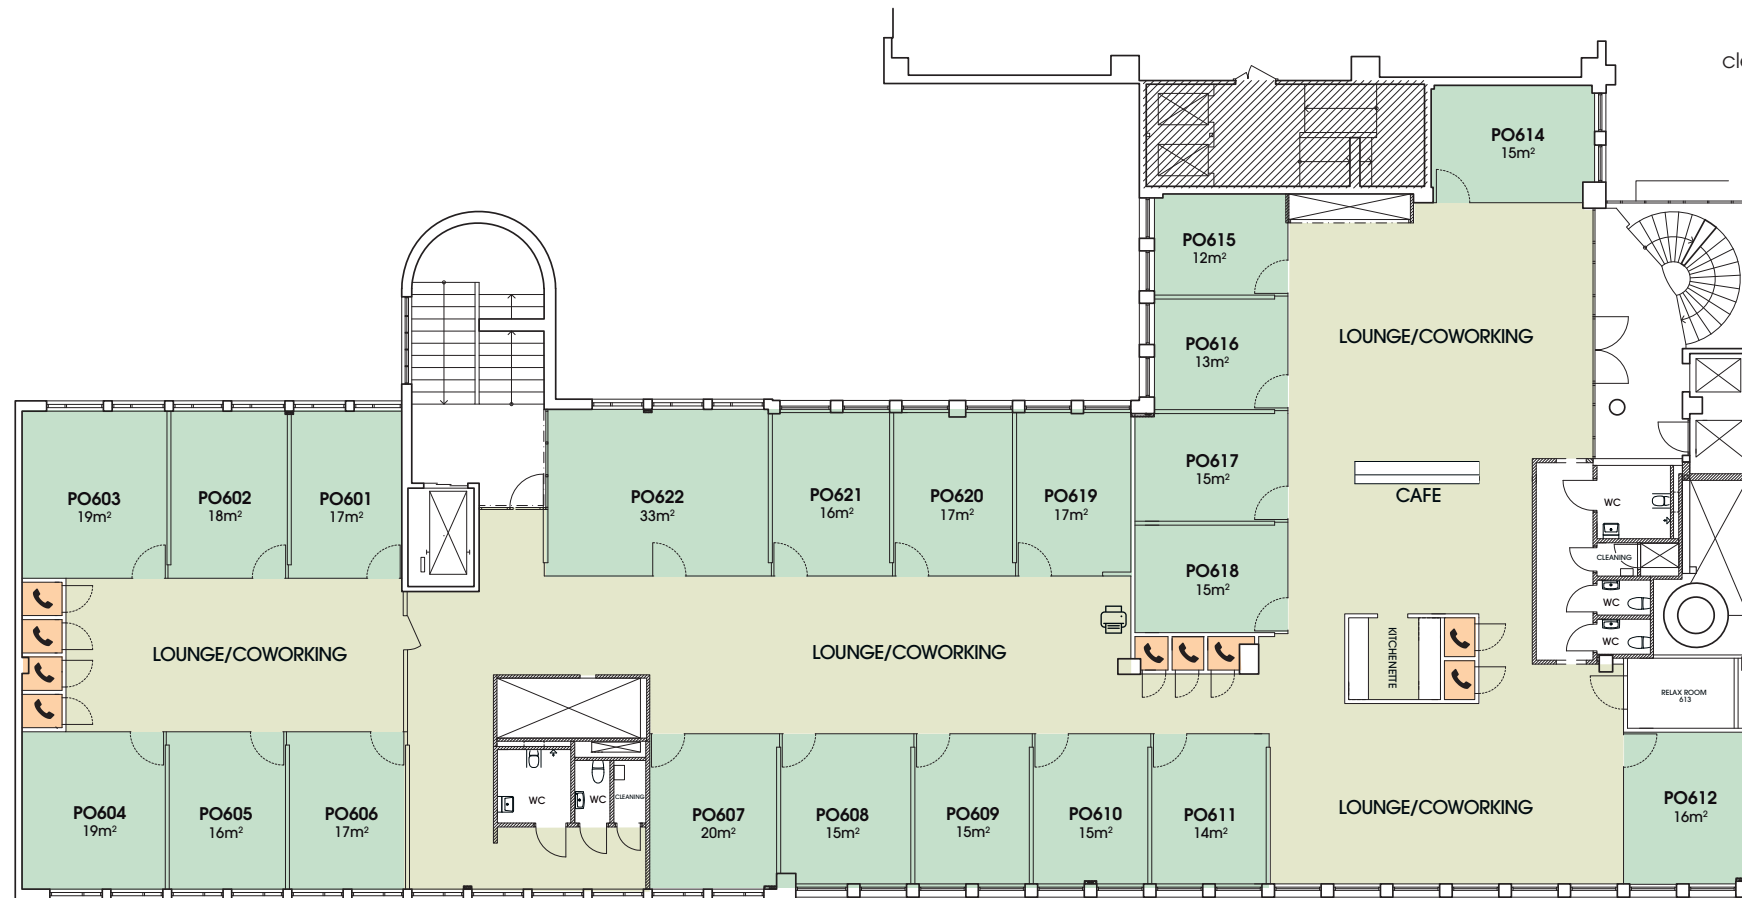 cl
PO614
15m²
PO615
12m²
LOUNGE/COWORKING
PO616
13m²
PO603
19m²
PO602
18m²
PO601
17m²
PO622
33m²
PO621
16m²
PO620
17m²
PO619
17m²
PO617
15m²
CAFE
WC
CLEANING
PO618
15m²
WC
WC
LOUNGE/COWORKING
LOUNGE/COWORKING
KITCHENETTE
RELAX ROOM
613
PO604
19m²
PO605
16m²
PO606
17m²
WC
WC
CLEANING
PO607
20m²
PO608
15m²
PO609
15m²
PO610
15m²
PO611
14m²
LOUNGE/COWORKING
PO612
16m²